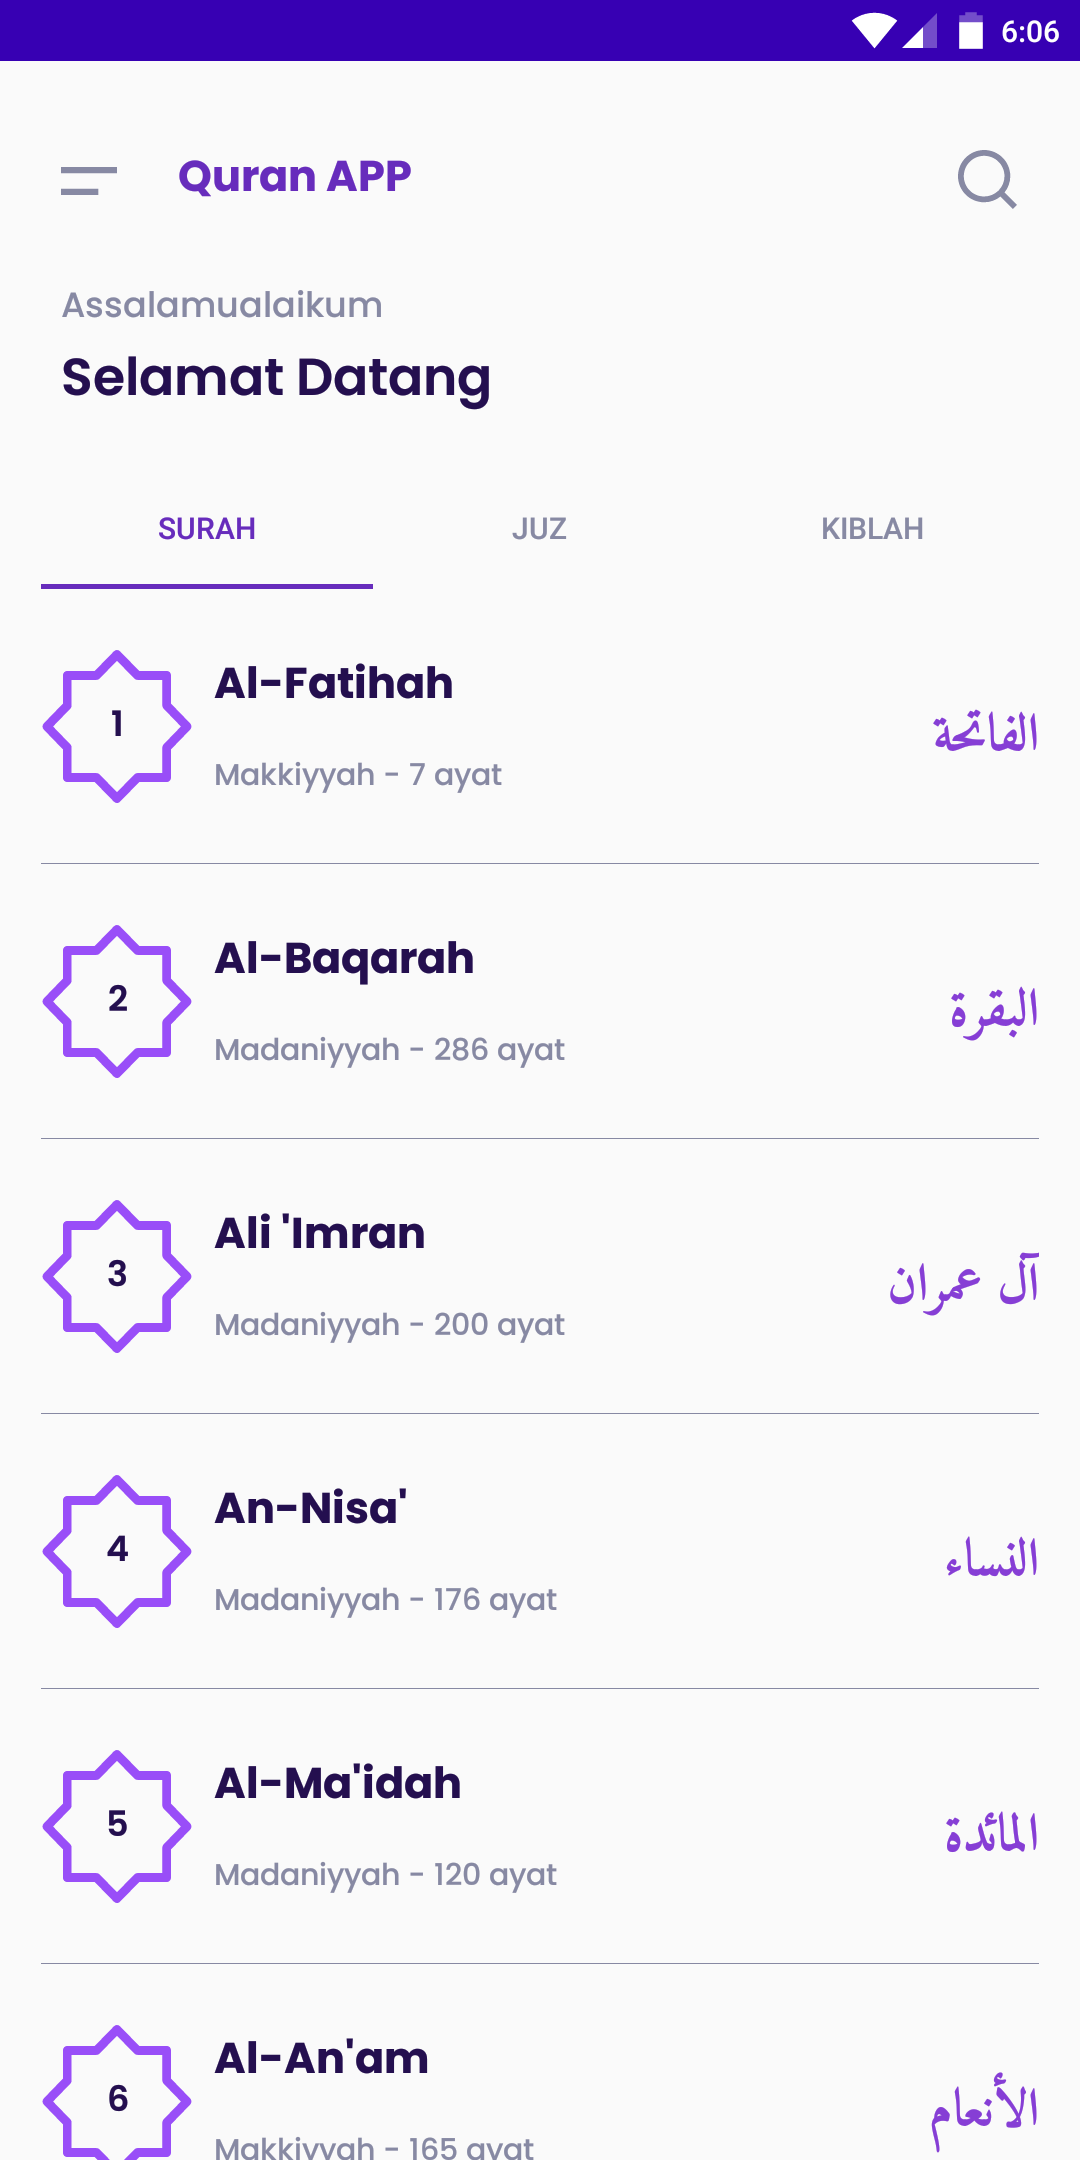 6:06
Quran APP
Assalamualaikum
Selamat Datang
SURAH JUZ KIBLAH
1
Al-Fatihah
Makkiyyah - 7 ayat
الفاتحة
2
Al-Baqarah
Madaniyyah - 286 ayat
البقرة
3
Ali 'Imran
Madaniyyah - 200 ayat
آل عمران
4
An-Nisa'
Madaniyyah - 176 ayat
النساء
5
Al-Ma'idah
Madaniyyah - 120 ayat
المائدة
6
Al-An'am
Makkiyyah - 165 ayat
الأنعام